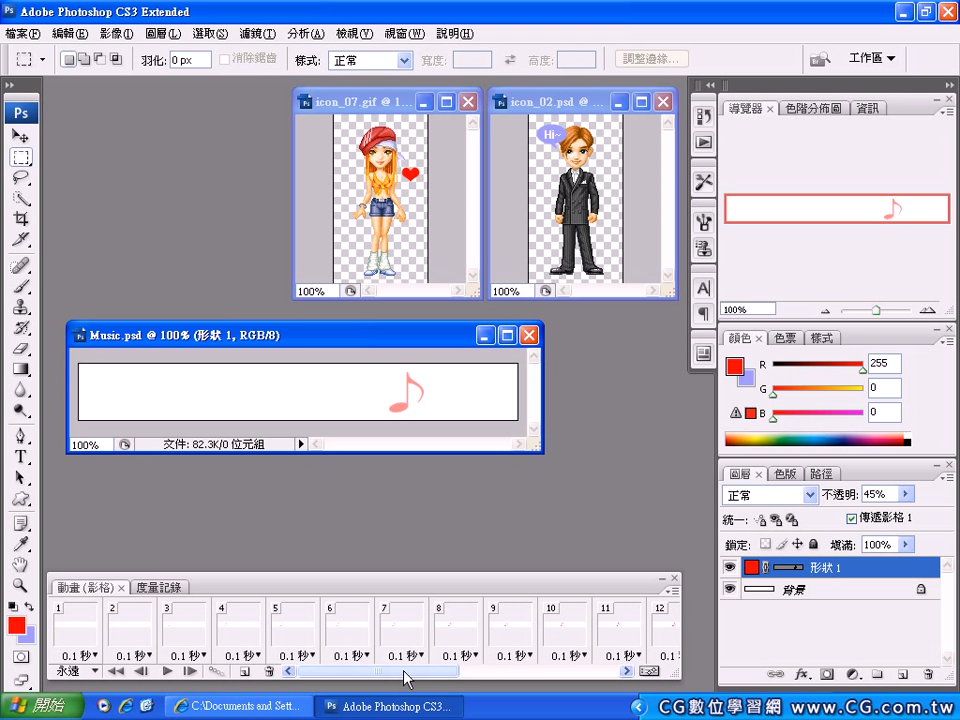 Ps Adobe Photoshop CS3 Extended
檔案(F) 編輯(E) 影像(I) 圖層(L) 選取(S) 濾鏡(T) 分析(A) 檢視(V) 視窗(W) 說明(H)
羽化: 0 px 消除鋸齒 樣式: 正常 寬度: 高度: 調整邊緣... 工作區
Ps
icon_07.gif @ 1...
icon_02.psd @ ...
Hi~
100%
100%
導覽器 色階分佈圖 資訊
100%
Music.psd @ 100% (形狀 1, RGB/8)
100% 文件: 82.3K/0 位元組
顏色 色票 樣式
R 255
G 0
B 0
圖層 色版 路徑
正常 不透明: 45%
統一: 傳遞影格 1
鎖定: 填滿: 100%
形狀 1
背景
動畫 (影格) 度量記錄
1 2 3 4 5 6 7 8 9 10 11 12
0.1 秒 0.1 秒 0.1 秒 0.1 秒 0.1 秒 0.1 秒 0.1 秒 0.1 秒 0.1 秒 0.1 秒 0.1 秒 0.1
永遠
開始 C:\Documents and Sett... Adobe Photoshop CS3... CG數位學習網 www.CG.com.tw